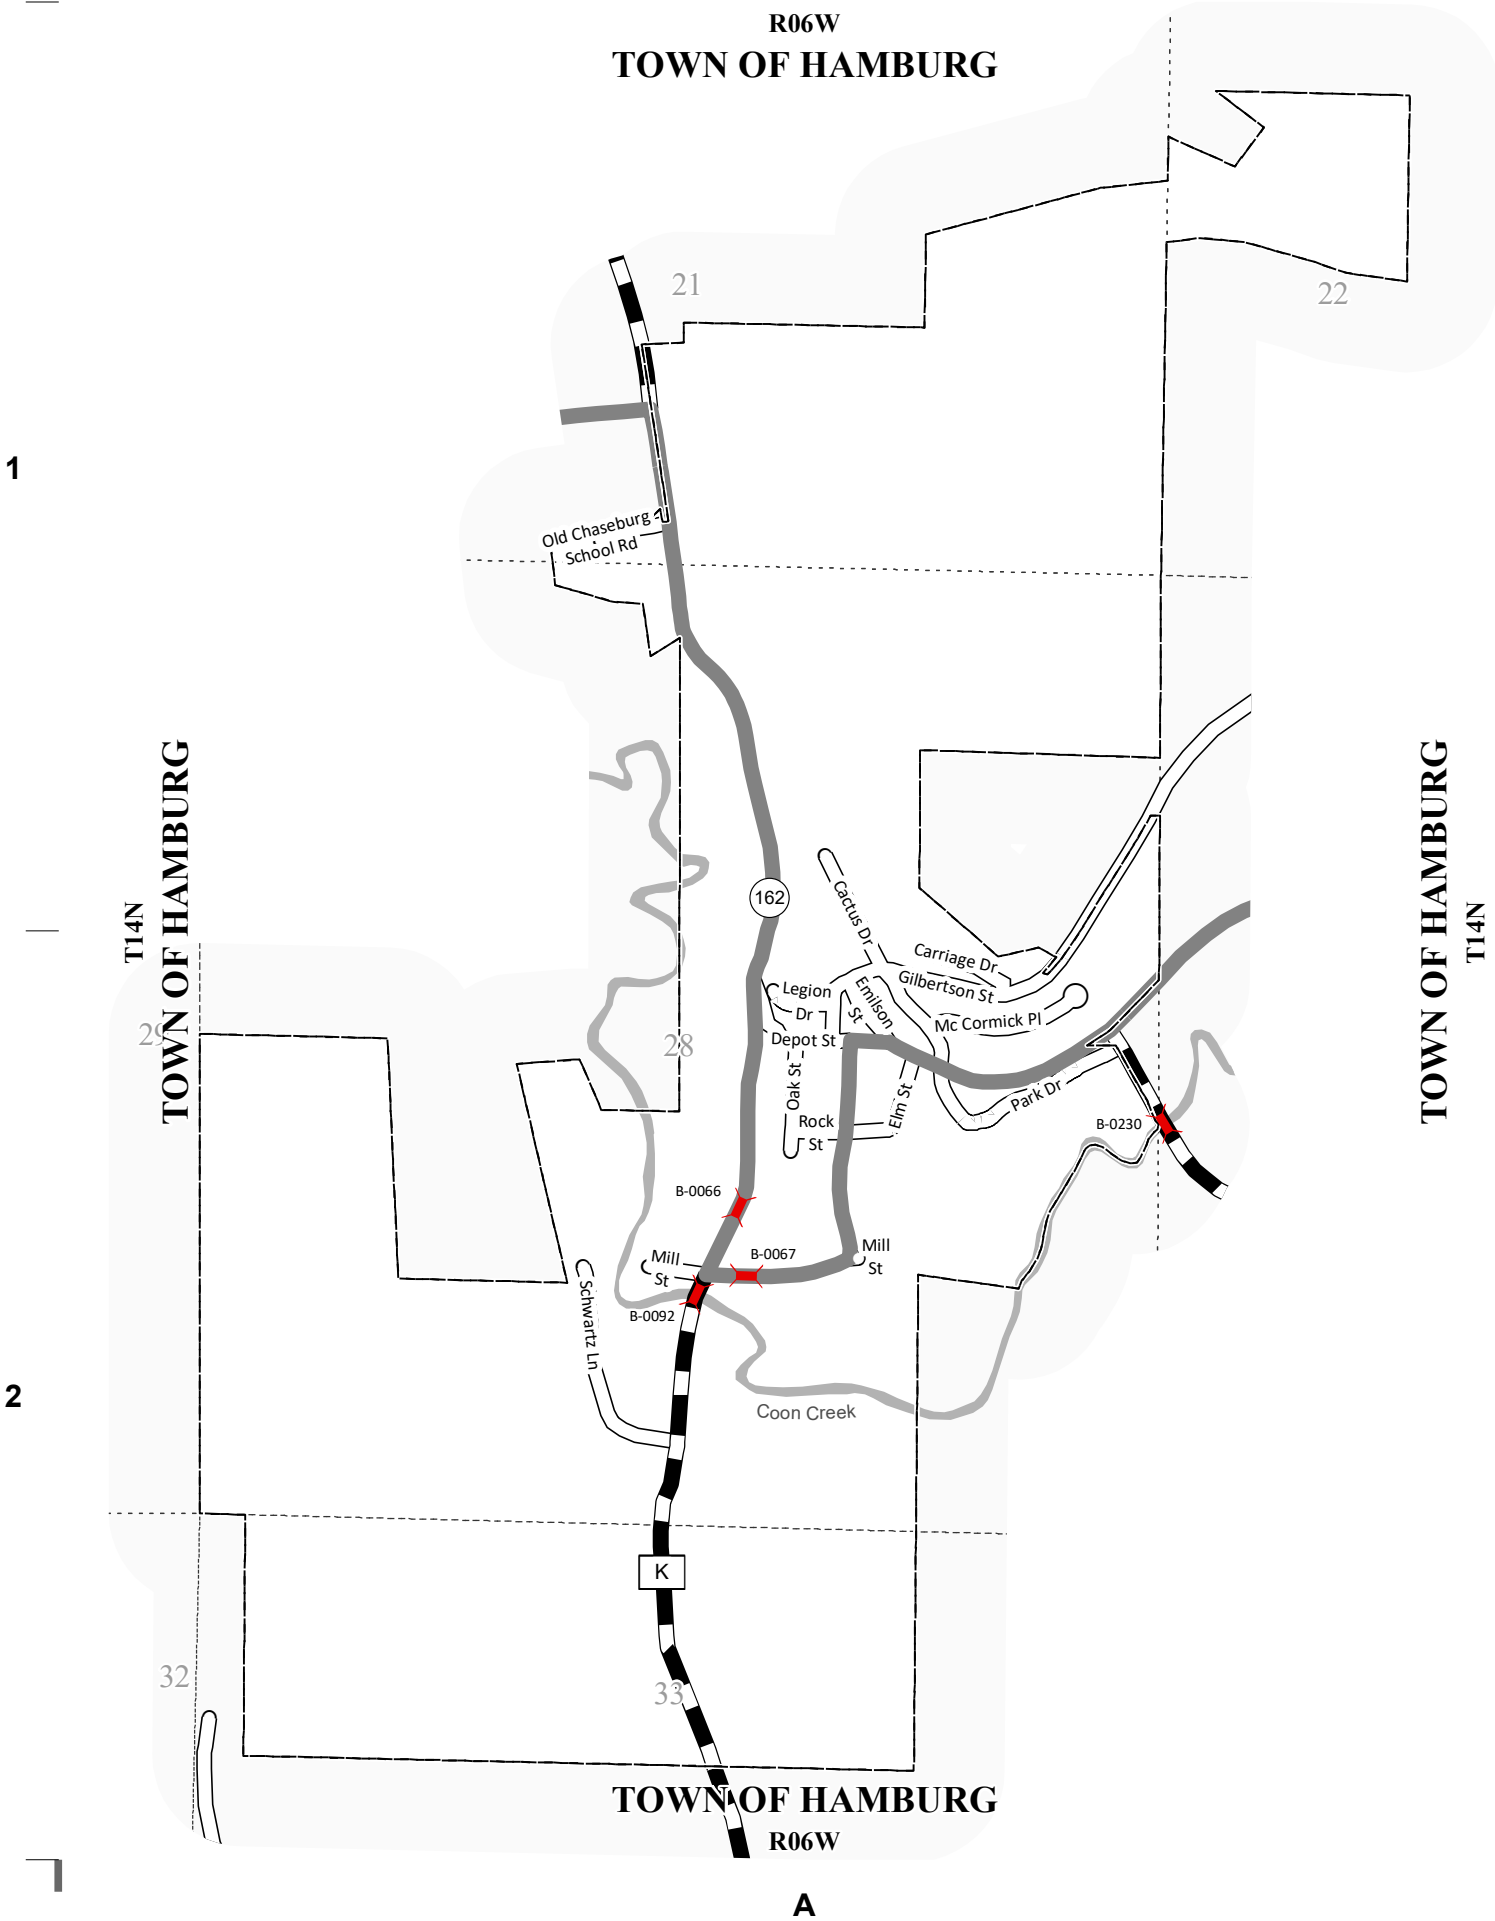 R06W
TOWN OF HAMBURG
21
22
1
Old Chaseburg
School Rd
TOWN OF HAMBURG
T14N
TOWN OF HAMBURG
T14N
162
Cactus Dr
Carriage Dr
Gilbertson St
Legion
Dr
Emilson
St
Mc Cormick Pl
29
28
Depot St
Oak St
Elm St
Park Dr
Rock
St
B-0230
B-0066
Mill
St
B-0067
Mill
St
B-0092
Schwartz Ln
2
Coon Creek
K
32
33
TOWN OF HAMBURG
R06W
A